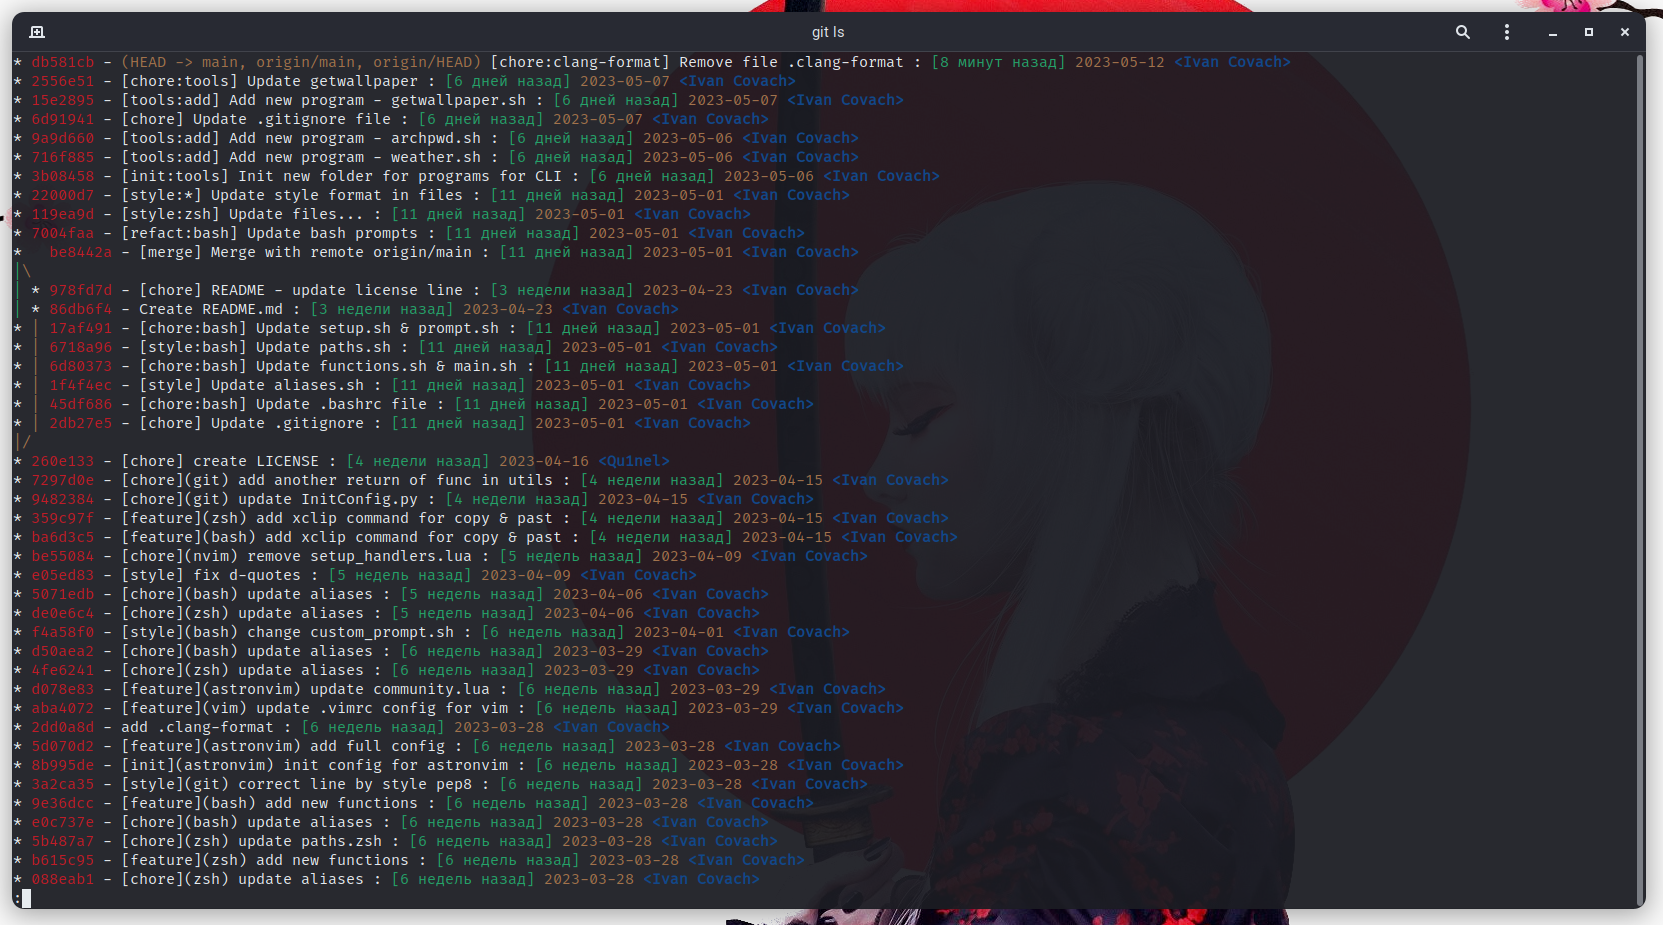 git ls
* db581cb - (HEAD -> main, origin/main, origin/HEAD) [chore:clang-format] Remove file .clang-format : [8 минут назад] 2023-05-12 <Ivan Covach>
* 2556e51 - [chore:tools] Update getwallpaper : [6 дней назад] 2023-05-07 <Ivan Covach>
* 15e2895 - [tools:add] Add new program - getwallpaper.sh : [6 дней назад] 2023-05-07 <Ivan Covach>
* 6d91941 - [chore] Update .gitignore file : [6 дней назад] 2023-05-07 <Ivan Covach>
* 9a9d660 - [tools:add] Add new program - archpwd.sh : [6 дней назад] 2023-05-06 <Ivan Covach>
* 716f885 - [tools:add] Add new program - weather.sh : [6 дней назад] 2023-05-06 <Ivan Covach>
* 3b08458 - [init:tools] Init new folder for programs for CLI : [6 дней назад] 2023-05-06 <Ivan Covach>
* 22000d7 - [style:*] Update style format in files : [11 дней назад] 2023-05-01 <Ivan Covach>
* 119ea9d - [style:zsh] Update files... : [11 дней назад] 2023-05-01 <Ivan Covach>
* 7004faa - [refact:bash] Update bash prompts : [11 дней назад] 2023-05-01 <Ivan Covach>
*   be8442a - [merge] Merge with remote origin/main : [11 дней назад] 2023-05-01 <Ivan Covach>
|\
| * 978fd7d - [chore] README - update license line : [3 недели назад] 2023-04-23 <Ivan Covach>
| * 86db6f4 - Create README.md : [3 недели назад] 2023-04-23 <Ivan Covach>
* | 17af491 - [chore:bash] Update setup.sh & prompt.sh : [11 дней назад] 2023-05-01 <Ivan Covach>
* | 6718a96 - [style:bash] Update paths.sh : [11 дней назад] 2023-05-01 <Ivan Covach>
* | 6d80373 - [chore:bash] Update functions.sh & main.sh : [11 дней назад] 2023-05-01 <Ivan Covach>
* | 1f4f4ec - [style] Update aliases.sh : [11 дней назад] 2023-05-01 <Ivan Covach>
* | 45df686 - [chore:bash] Update .bashrc file : [11 дней назад] 2023-05-01 <Ivan Covach>
* | 2db27e5 - [chore] Update .gitignore : [11 дней назад] 2023-05-01 <Ivan Covach>
|/
* 260e133 - [chore] create LICENSE : [4 недели назад] 2023-04-16 <Qu1nel>
* 7297d0e - [chore](git) add another return of func in utils : [4 недели назад] 2023-04-15 <Ivan Covach>
* 9482384 - [chore](git) update InitConfig.py : [4 недели назад] 2023-04-15 <Ivan Covach>
* 359c97f - [feature](zsh) add xclip command for copy & past : [4 недели назад] 2023-04-15 <Ivan Covach>
* ba6d3c5 - [feature](bash) add xclip command for copy & past : [4 недели назад] 2023-04-15 <Ivan Covach>
* be55084 - [chore](nvim) remove setup_handlers.lua : [5 недель назад] 2023-04-09 <Ivan Covach>
* e05ed83 - [style] fix d-quotes : [5 недель назад] 2023-04-09 <Ivan Covach>
* 5071edb - [chore](bash) update aliases : [5 недель назад] 2023-04-06 <Ivan Covach>
* de0e6c4 - [chore](zsh) update aliases : [5 недель назад] 2023-04-06 <Ivan Covach>
* f4a58f0 - [style](bash) change custom_prompt.sh : [6 недель назад] 2023-04-01 <Ivan Covach>
* d50aea2 - [chore](bash) update aliases : [6 недель назад] 2023-03-29 <Ivan Covach>
* 4fe6241 - [chore](zsh) update aliases : [6 недель назад] 2023-03-29 <Ivan Covach>
* d078e83 - [feature](astronvim) update community.lua : [6 недель назад] 2023-03-29 <Ivan Covach>
* aba4072 - [feature](vim) update .vimrc config for vim : [6 недель назад] 2023-03-29 <Ivan Covach>
* 2dd0a8d - add .clang-format : [6 недель назад] 2023-03-28 <Ivan Covach>
* 5d070d2 - [feature](astronvim) add full config : [6 недель назад] 2023-03-28 <Ivan Covach>
* 8b995de - [init](astronvim) init config for astronvim : [6 недель назад] 2023-03-28 <Ivan Covach>
* 3a2ca35 - [style](git) correct line by style pep8 : [6 недель назад] 2023-03-28 <Ivan Covach>
* 9e36dcc - [feature](bash) add new functions : [6 недель назад] 2023-03-28 <Ivan Covach>
* e0c737e - [chore](bash) update aliases : [6 недель назад] 2023-03-28 <Ivan Covach>
* 5b487a7 - [chore](zsh) update paths.zsh : [6 недель назад] 2023-03-28 <Ivan Covach>
* b615c95 - [feature](zsh) add new functions : [6 недель назад] 2023-03-28 <Ivan Covach>
* 088eab1 - [chore](zsh) update aliases : [6 недель назад] 2023-03-28 <Ivan Covach>
: